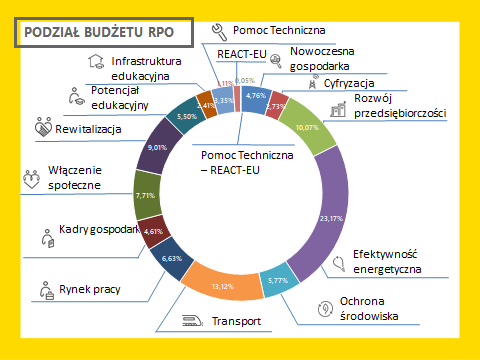 PODZIAŁ BUDŻETU RPO
Pomoc Techniczna
REACT-EU
Nowoczesna
gospodarka
Infrastruktura
edukacyjna
Cyfryzacja
Potencjał
edukacyjny
Rozwój
przedsiębiorczości
Rewitalizacja
Pomoc Techniczna
– REACT-EU
Włączenie
społeczne
Kadry gospodark
Efektywność
energetyczna
Rynek pracy
Ochrona
środowiska
Transport
0,05%
4,76%
2,73%
10,07%
23,17%
5,77%
13,12%
6,63%
4,61%
7,71%
9,01%
5,50%
2,41%
3,35%